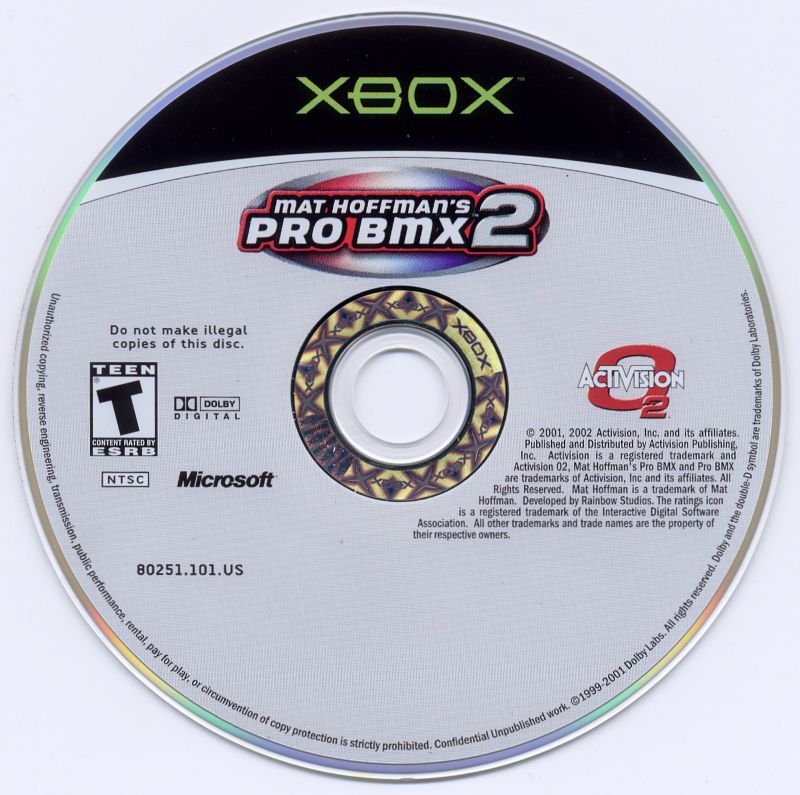 XBOX™
MAT HOFFMAN'S
PRO BMX™ 2
XBOX
Do not make illegal
copies of this disc.
TEEN
T
®
CONTENT RATED BY
ESRB
DOLBY
DIGITAL
NTSC
Microsoft®
80251.101.US
ACTIVISION
O2
© 2001, 2002 Activision, Inc. and its affiliates.
Published and Distributed by Activision Publishing,
Inc. Activision is a registered trademark and
Activision 02, Mat Hoffman's Pro BMX and Pro BMX
are trademarks of Activision, Inc and its affiliates. All
Rights Reserved. Mat Hoffman is a trademark of Mat
Hoffman. Developed by Rainbow Studios. The ratings icon
is a registered trademark of the Interactive Digital Software
Association. All other trademarks and trade names are the property of
their respective owners.
Unauthorized copying, reverse engineering, transmission, public performance, rental, pay for play, or circumvention of copy protection is strictly prohibited. Confidential Unpublished work. ©1999-2001 Dolby Labs. All rights reserved. Dolby and the double-D symbol are trademarks of Dolby Laboratories.